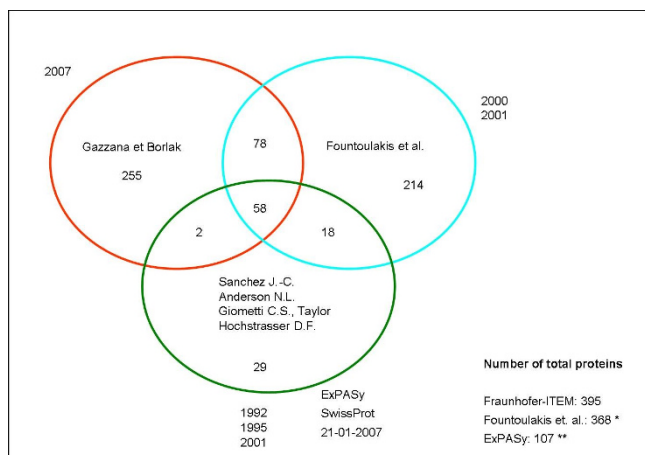 2007
2000
2001
Gazzana et Borlak
78
Fountoulakis et al.
255
214
58
2
18
Sanchez J.-C.
Anderson N.L.
Giometti C.S., Taylor
Hochstrasser D.F.
29
ExPASy
SwissProt
21-01-2007
1992
1995
2001
Number of total proteins
Fraunhofer-ITEM: 395
Fountoulakis et. al.: 368 *
ExPASy: 107 **